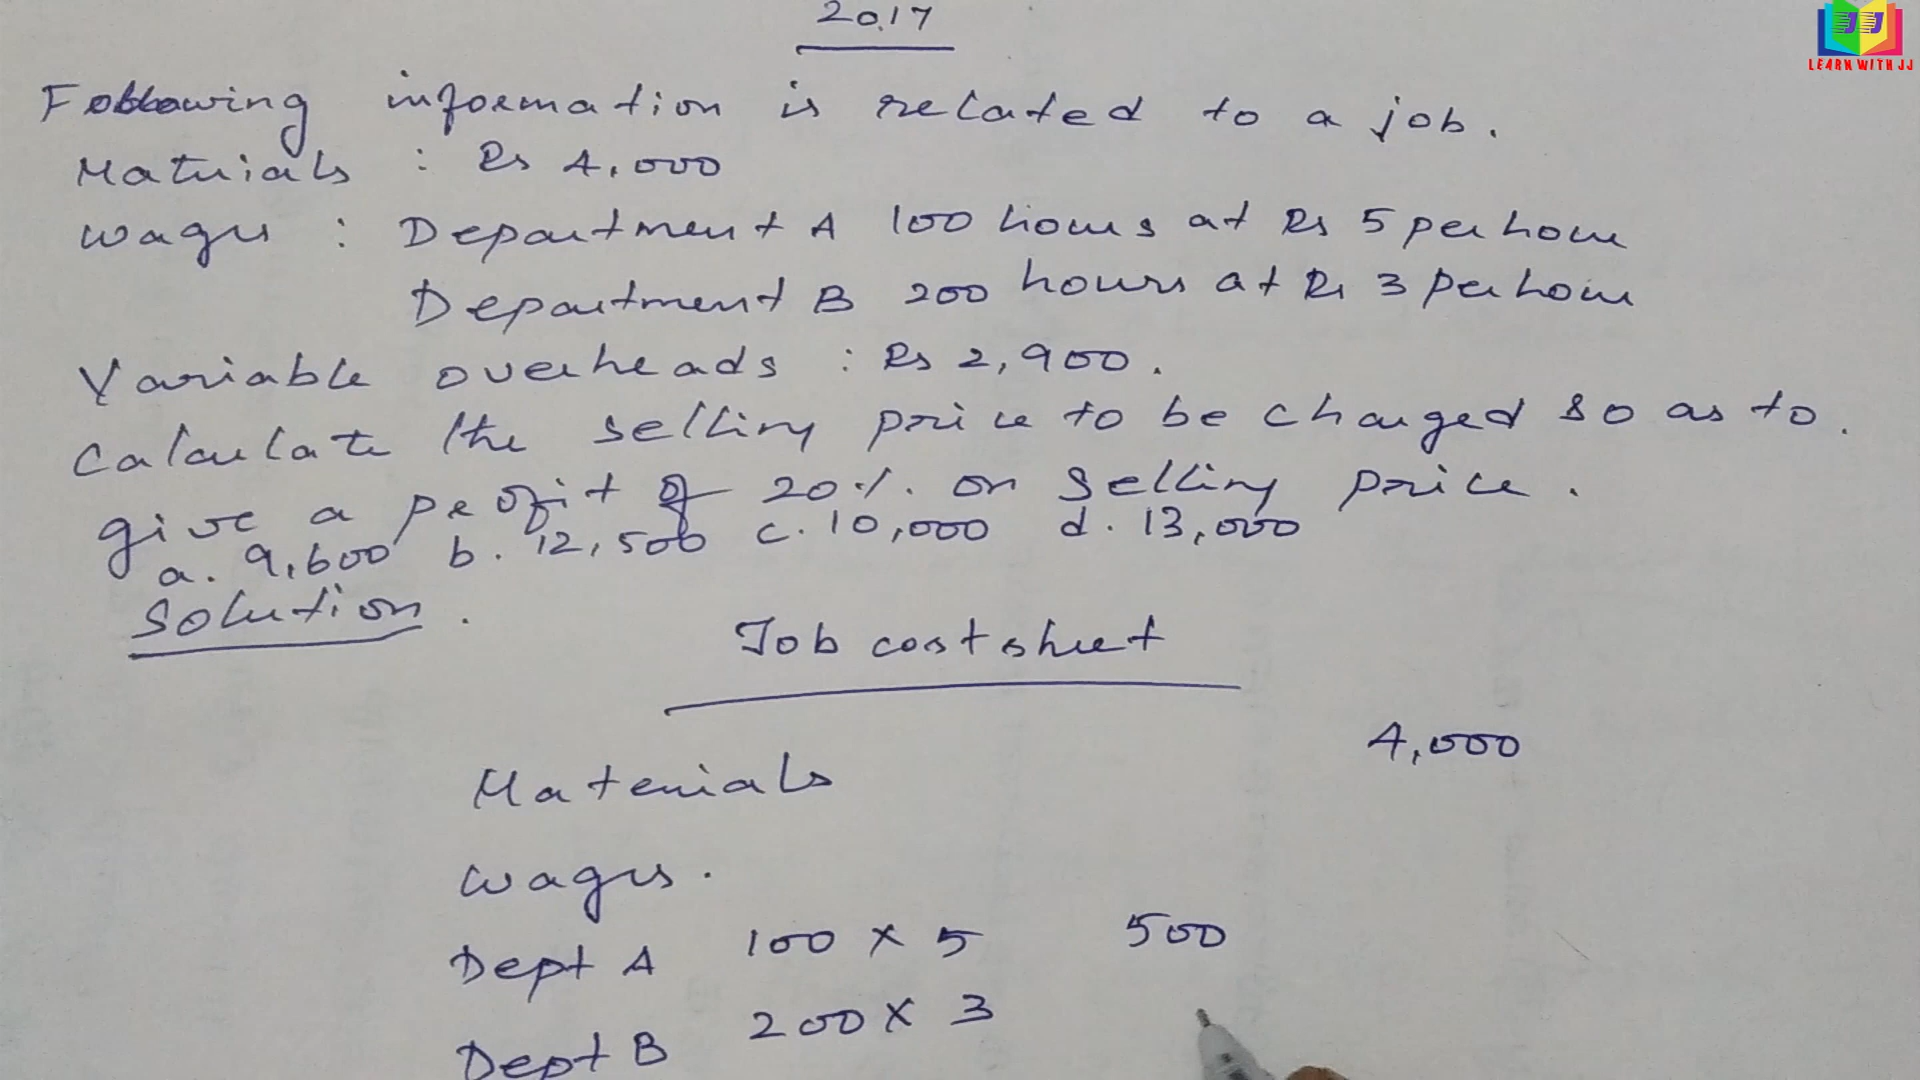 2017
LEARN WITH JJ
Following information is related to a job.
Materials : Rs 4,000
wages : Department A 100 hours at Rs 5 per hour
Department B 200 hours at Rs 3 per hour
Variable overheads : Rs 2,900.
Calculate the selling price to be charged so as to.
give a profit of 20%. on selling price.
a. 9,600 b. 12,500 c. 10,000 d. 13,000
Solution.
Job cost sheet
Materials 4,000
wages.
Dept A 100 x 5 500
Dept B 200 x 3